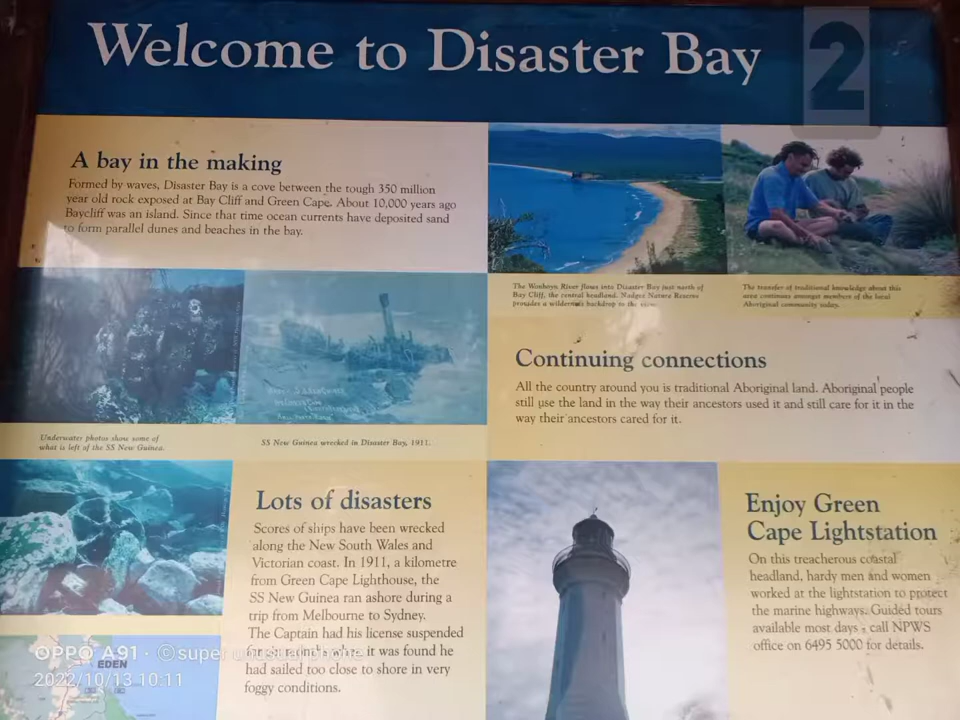 Welcome to Disaster Bay
2
A bay in the making
Formed by waves, Disaster Bay is a cove between the tough 350 million
year old rock exposed at Bay Cliff and Green Cape. About 10,000 years ago
Baycliff was an island. Since that time ocean currents have deposited sand
to form parallel dunes and beaches in the bay.
The Wonboyn River flows into Disaster Bay just north of
Bay Cliff, the central headland. Nadgee Nature Reserve
provides a wilderness backdrop to the
The transfer of traditional knowledge about this
area continues amongst members of the local
Aboriginal community today.
Underwater photos show some of
what is left of the SS New Guinea.
SS New Guinea wrecked in Disaster Bay, 1911.
Continuing connections
All the country around you is traditional Aboriginal land. Aboriginal people
still use the land in the way their ancestors used it and still care for it in the
way their ancestors cared for it.
Lots of disasters
Scores of ships have been wrecked
along the New South Wales and
Victorian coast. In 1911, a kilometre
from Green Cape Lighthouse, the
SS New Guinea ran ashore during a
trip from Melbourne to Sydney.
The Captain had his license suspended
for six months when it was found he
had sailed too close to shore in very
foggy conditions.
Enjoy Green
Cape Lightstation
On this treacherous coastal
headland, hardy men and women
worked at the lightstation to protect
the marine highways. Guided tours
available most days - call NPWS
office on 6495 5000 for details.
EDEN
OPPO A91 · ©super
2022/10/13 10:11